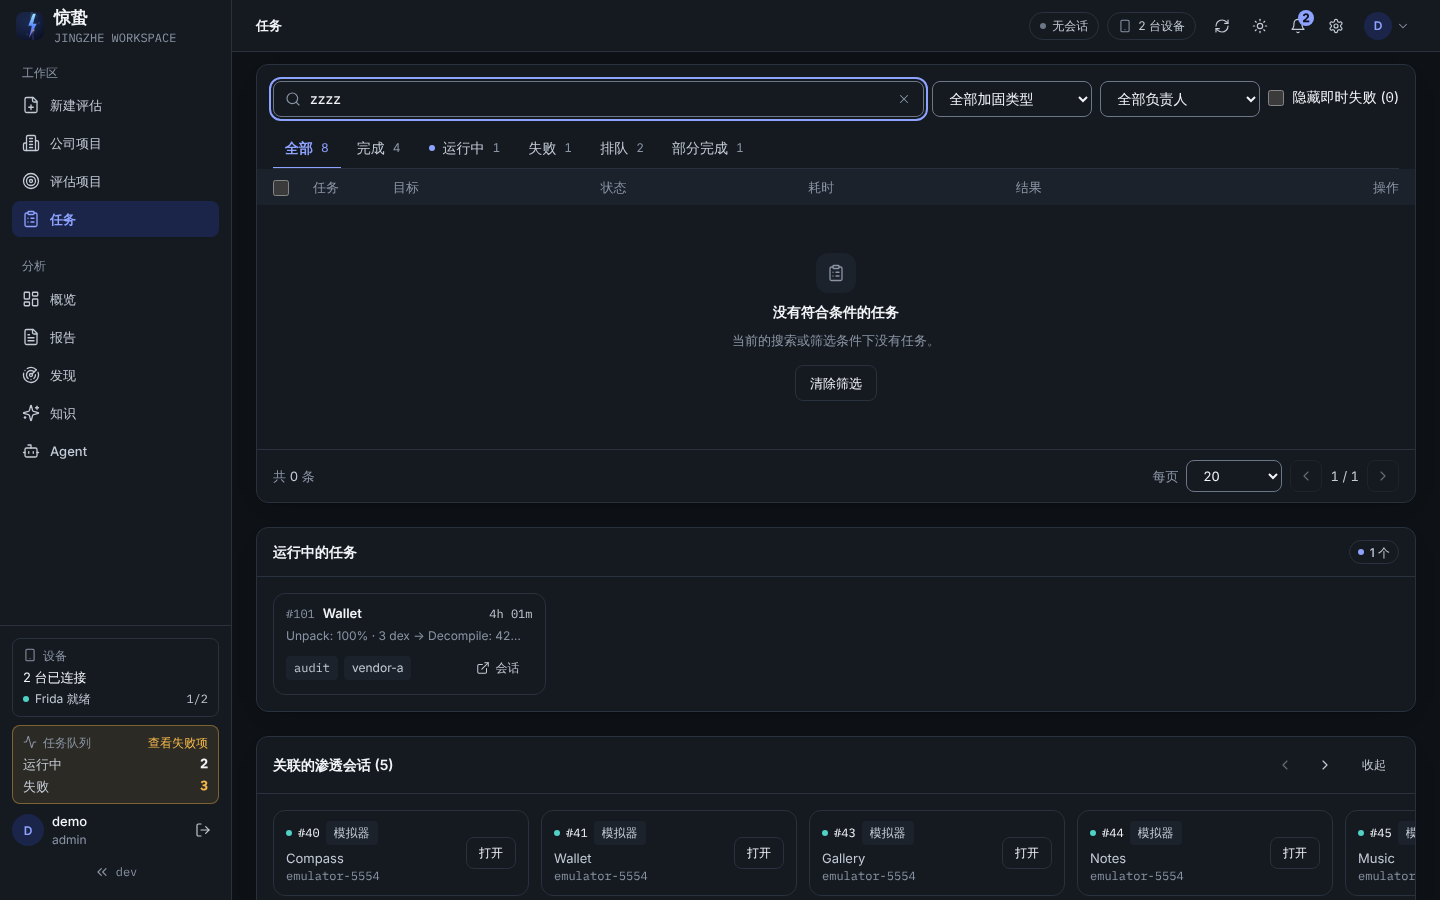 惊蛰
JINGZHE WORKSPACE
工作区
新建评估
公司项目
评估项目
任务
分析
概览
报告
发现
知识
Agent
设备
2 台已连接
Frida 就绪 1/2
任务队列 查看失败项
运行中 2
失败 3
D demo
admin
dev
任务
无会话
2 台设备
2
D
zzzz
全部加固类型
全部负责人
隐藏即时失败 (0)
全部 8 完成 4 运行中 1 失败 1 排队 2 部分完成 1
任务 目标 状态 耗时 结果 操作
没有符合条件的任务
当前的搜索或筛选条件下没有任务。
清除筛选
共 0 条
每页 20 1 / 1
运行中的任务 1 个
#101 Wallet 4h 01m
Unpack: 100% · 3 dex → Decompile: 42...
audit vendor-a 会话
关联的渗透会话 (5) 收起
#40 模拟器
Compass
emulator-5554
打开
#41 模拟器
Wallet
emulator-5554
打开
#43 模拟器
Gallery
emulator-5554
打开
#44 模拟器
Notes
emulator-5554
打开
#45
Music
emulator